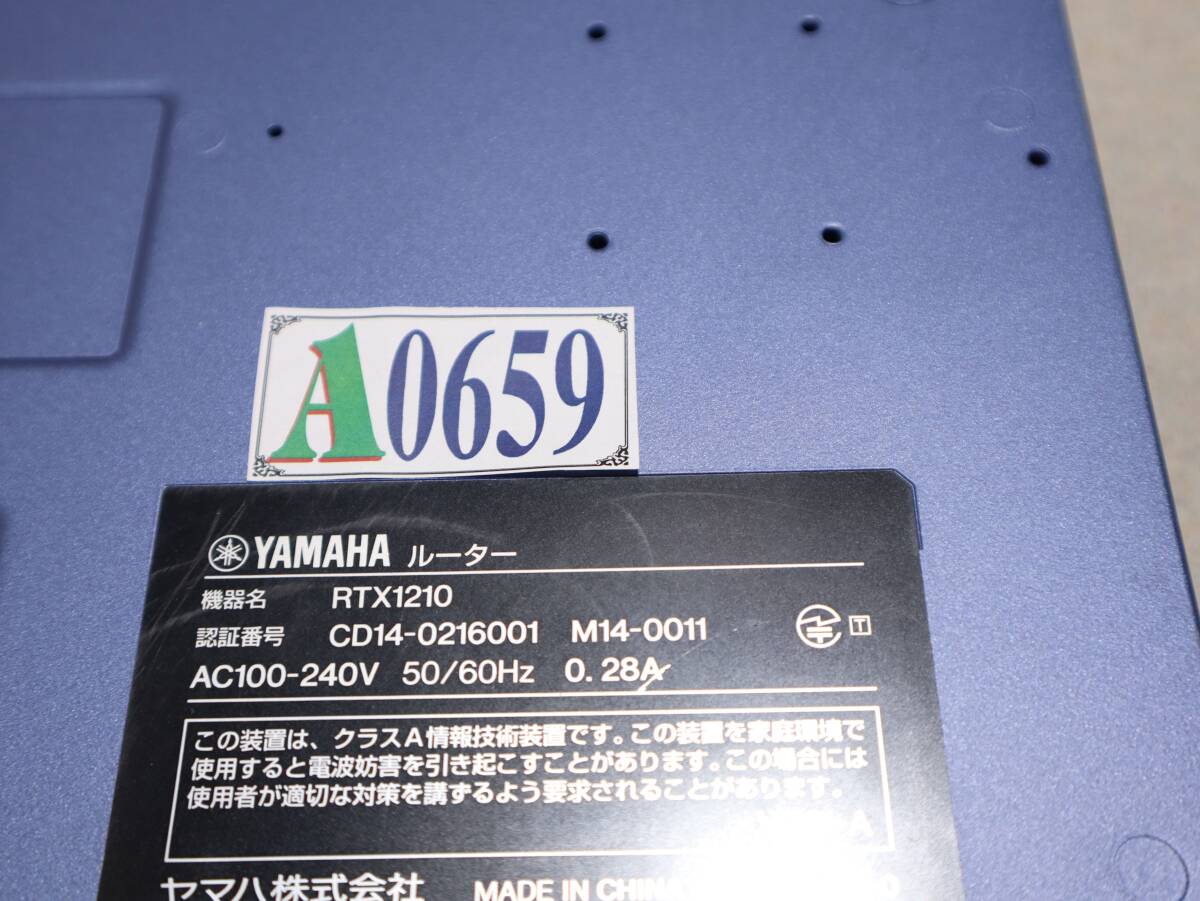 A0659
YAMAHA ルーター
機器名 RTX1210
認証番号 CD14-0216001 M14-0011
T
AC100-240V 50/60Hz 0.28A
この装置は、クラスA情報技術装置です。この装置を家庭環境で
使用すると電波妨害を引き起こすことがあります。この場合には
使用者が適切な対策を講ずるよう要求されることがあります。
A
ヤマハ株式会社 MADE IN CHINA